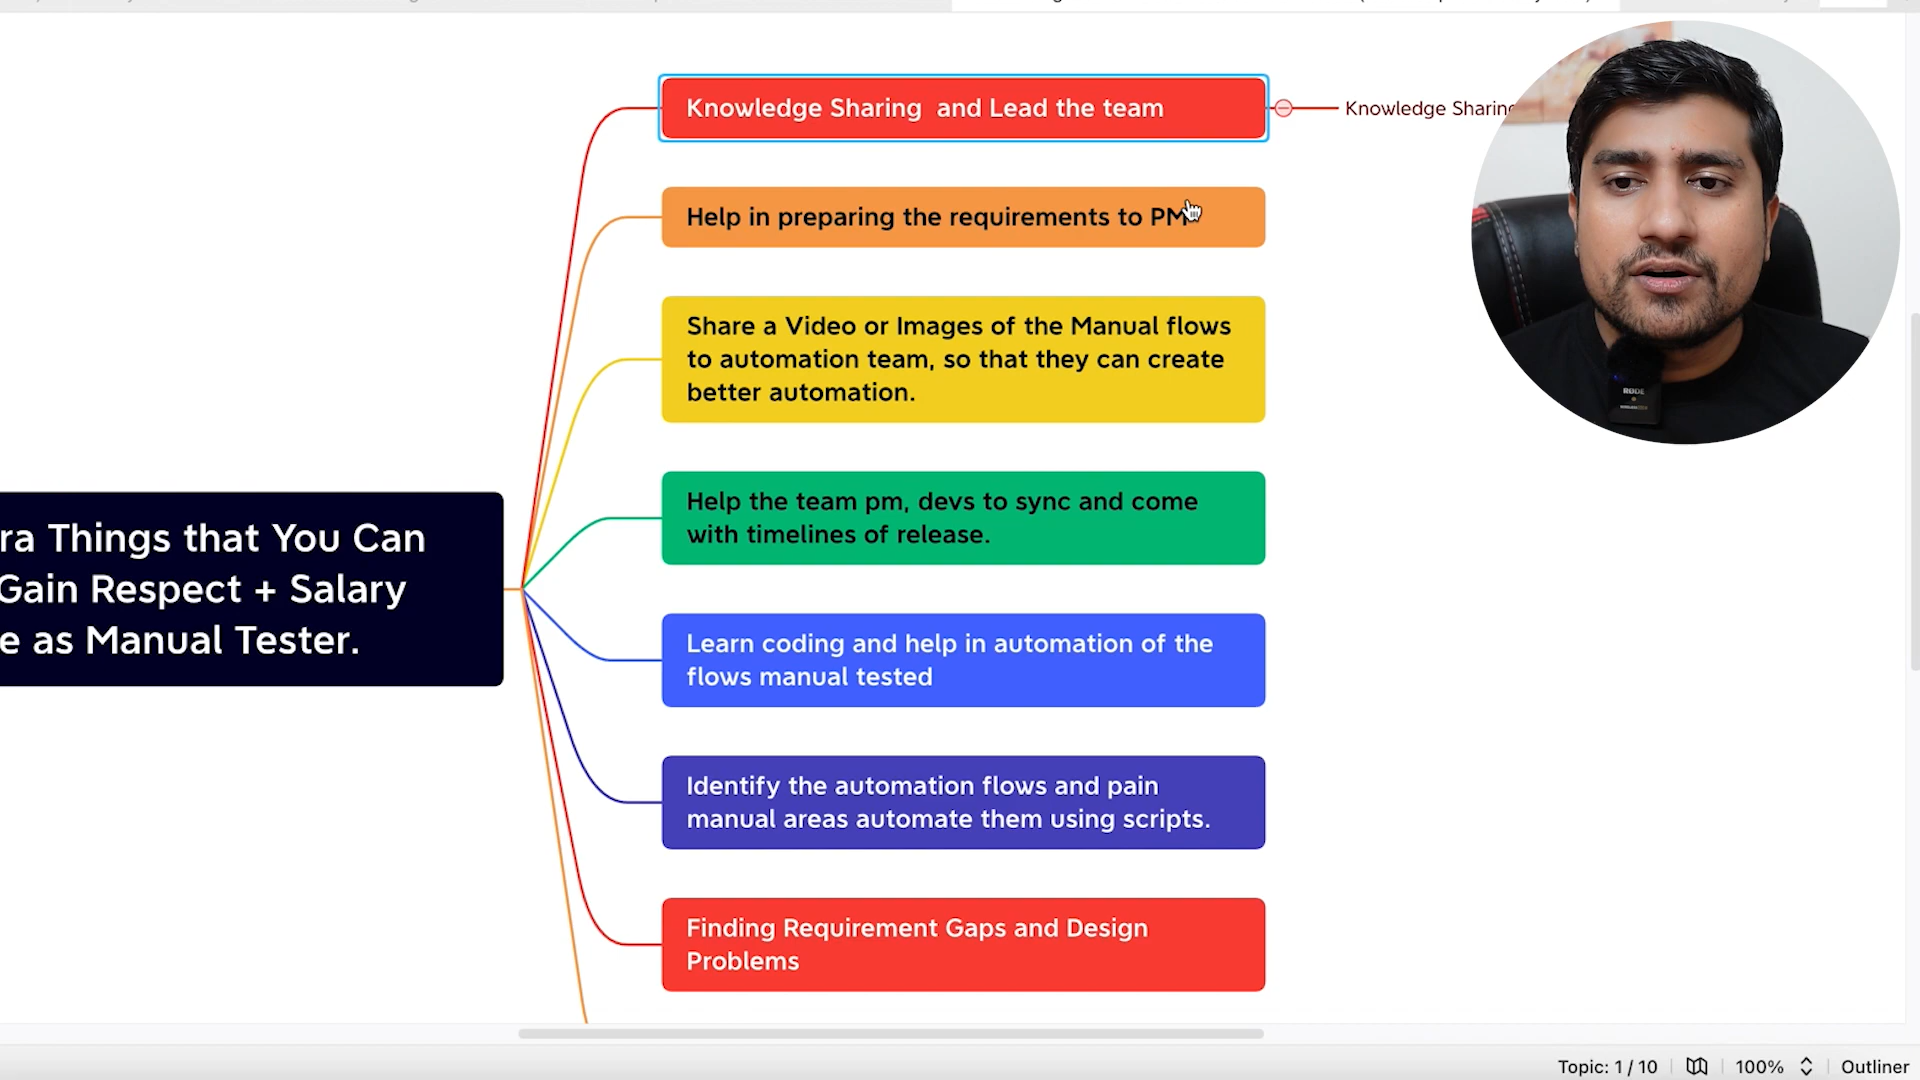 Knowledge Sharing  and Lead the team
Knowledge Sharing
Help in preparing the requirements to PM
Share a Video or Images of the Manual flows
to automation team, so that they can create
better automation.
Help the team pm, devs to sync and come
with timelines of release.
ra Things that You Can
Gain Respect + Salary
e as Manual Tester.
Learn coding and help in automation of the
flows manual tested
Identify the automation flows and pain
manual areas automate them using scripts.
Finding Requirement Gaps and Design
Problems
RØDE
Topic: 1 / 10
100%
Outliner